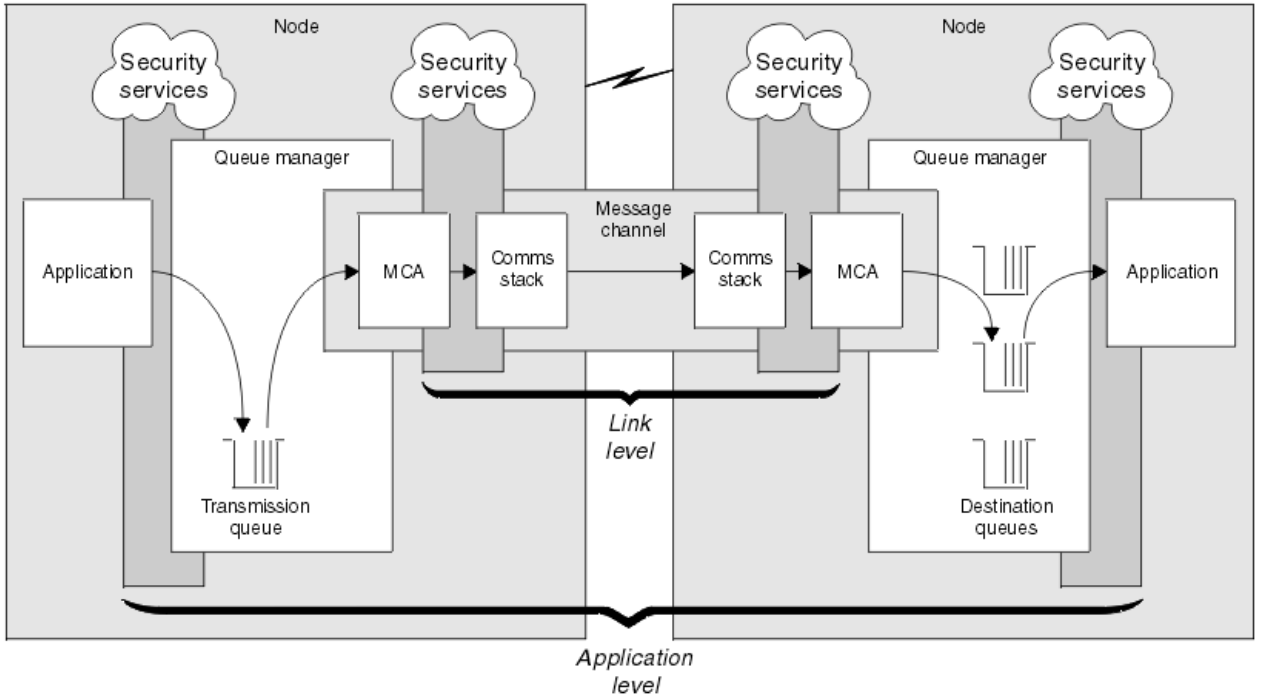 Node
Node
Security
services
Security
services
Security
services
Security
services
Queue manager
Queue manager
Message
channel
Application
MCA
Comms
stack
Comms
stack
MCA
Application
Link
level
Transmission
queue
Destination
queues
Application
level